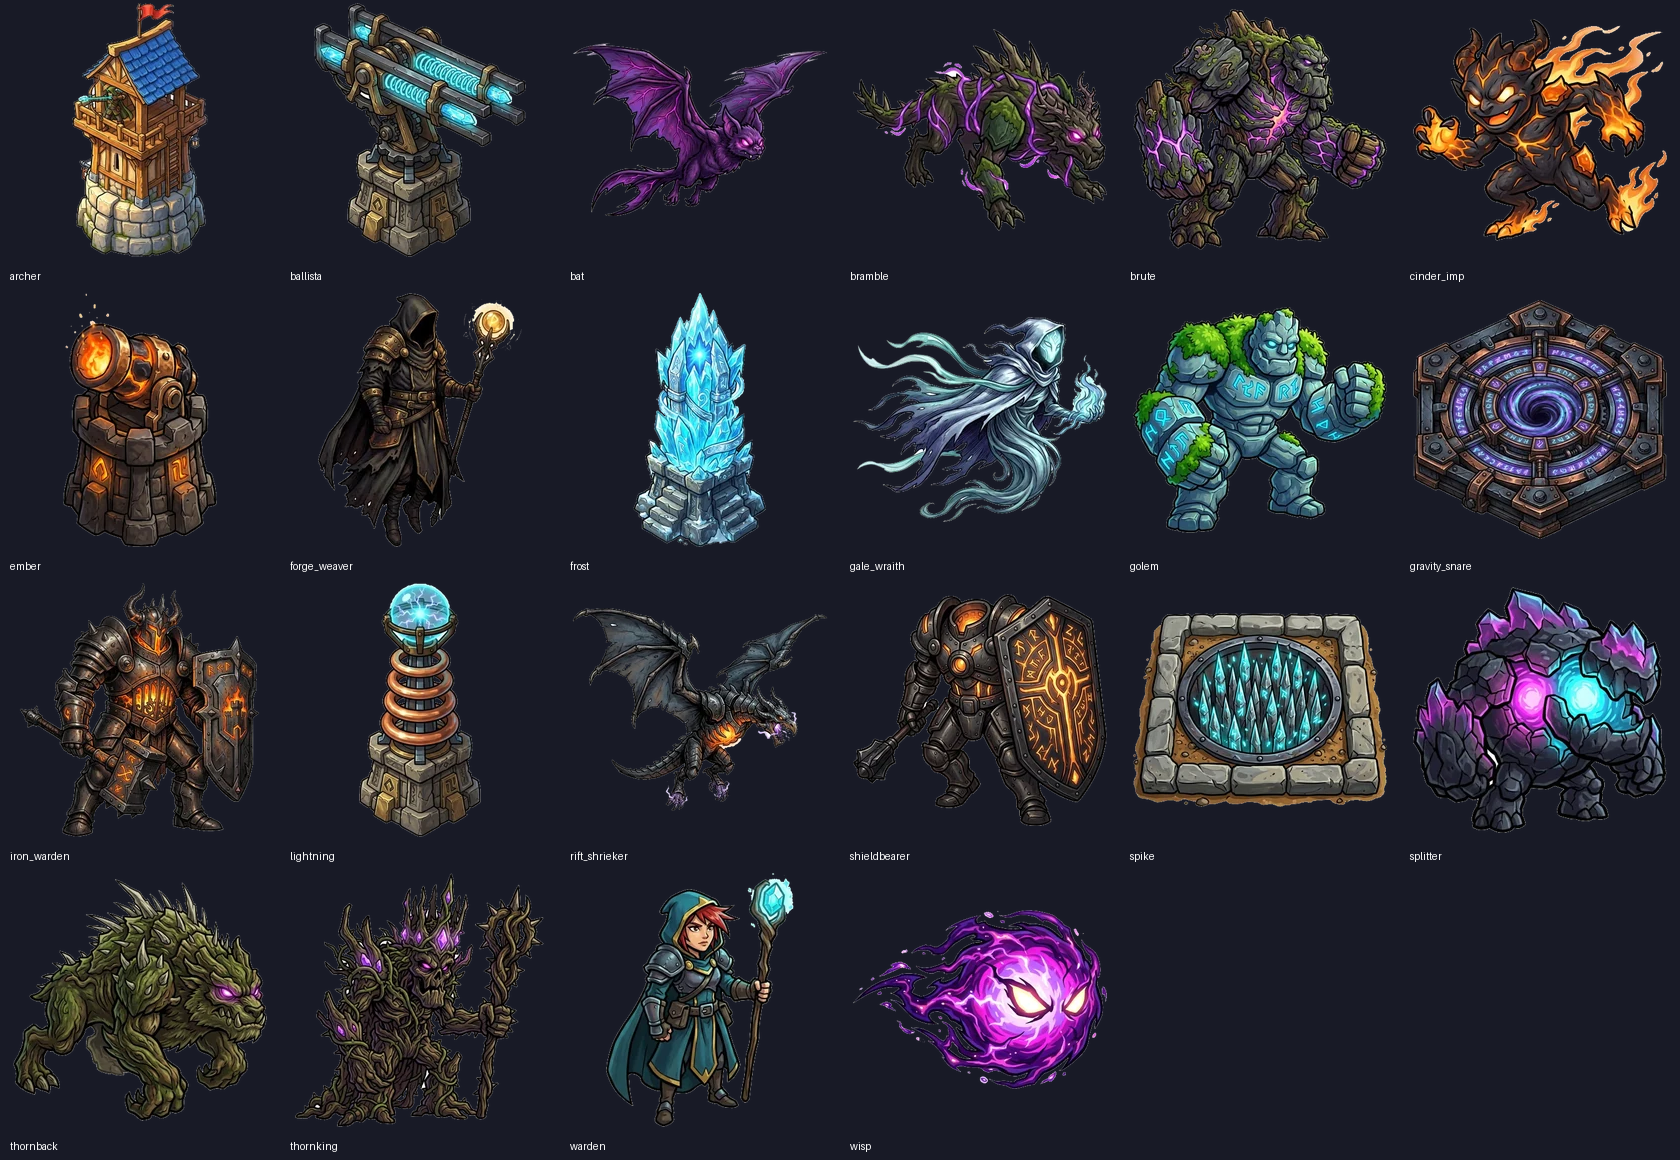 archer
ballista
bat
bramble
brute
cinder_imp
ember
forge_weaver
frost
gale_wraith
golem
gravity_snare
iron_warden
lightning
rift_shrieker
shieldbearer
spike
splitter
thornback
thornking
warden
wisp